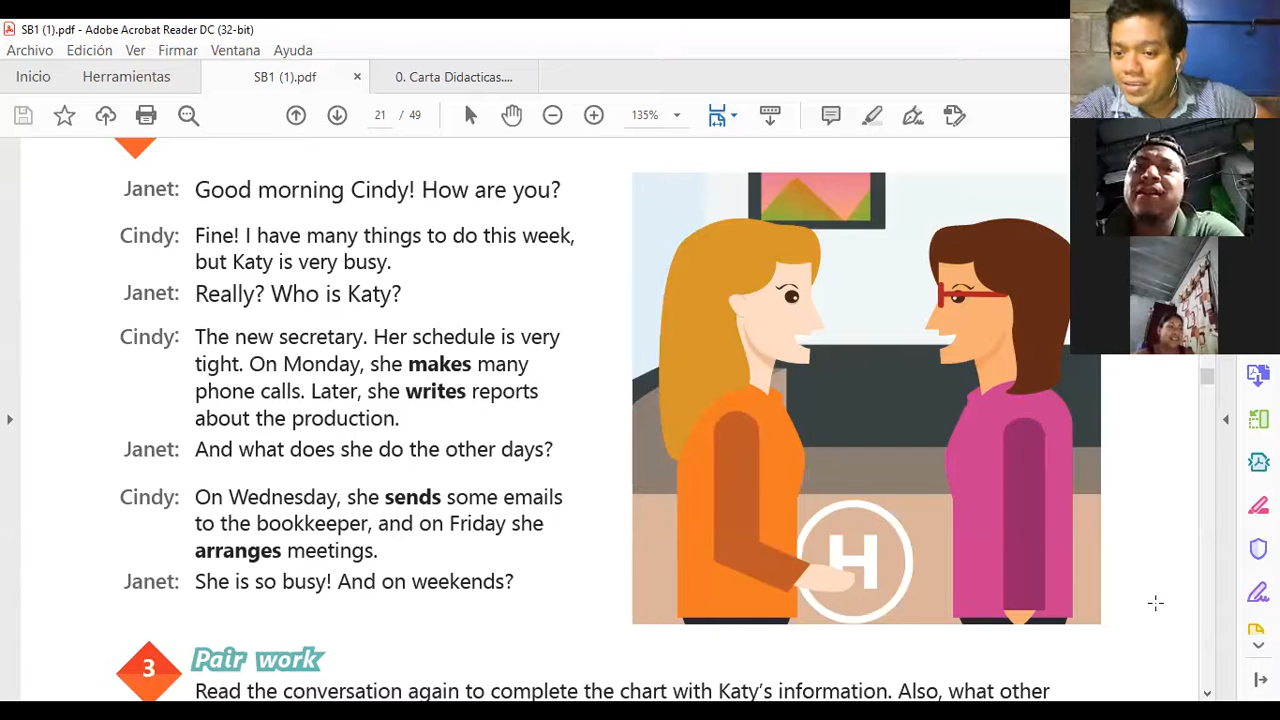 SB1 (1).pdf - Adobe Acrobat Reader DC (32-bit)
Archivo Edición Ver Firmar Ventana Ayuda
Inicio Herramientas SB1 (1).pdf × 0. Carta Didacticas....
21 / 49 135%
Janet: Good morning Cindy! How are you?
Cindy: Fine! I have many things to do this week,
but Katy is very busy.
Janet: Really? Who is Katy?
Cindy: The new secretary. Her schedule is very
tight. On Monday, she makes many
phone calls. Later, she writes reports
about the production.
Janet: And what does she do the other days?
Cindy: On Wednesday, she sends some emails
to the bookkeeper, and on Friday she
arranges meetings.
Janet: She is so busy! And on weekends?
H
3 Pair work
Read the conversation again to complete the chart with Katy's information. Also, what other